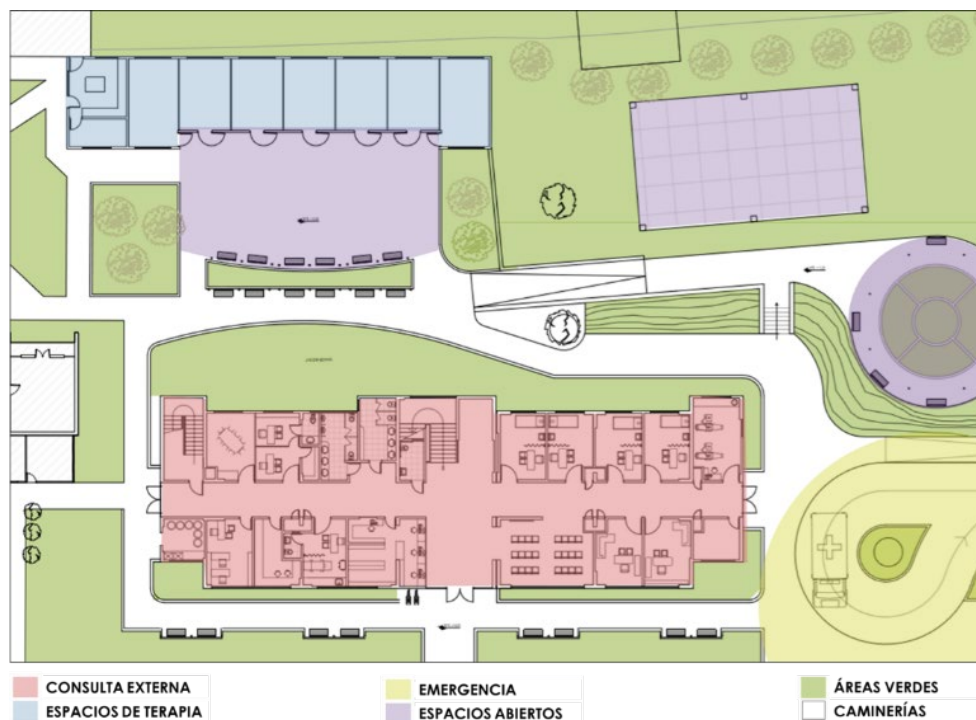 CONSULTA EXTERNA
ESPACIOS DE TERAPIA
EMERGENCIA
ESPACIOS ABIERTOS
ÁREAS VERDES
CAMINERÍAS